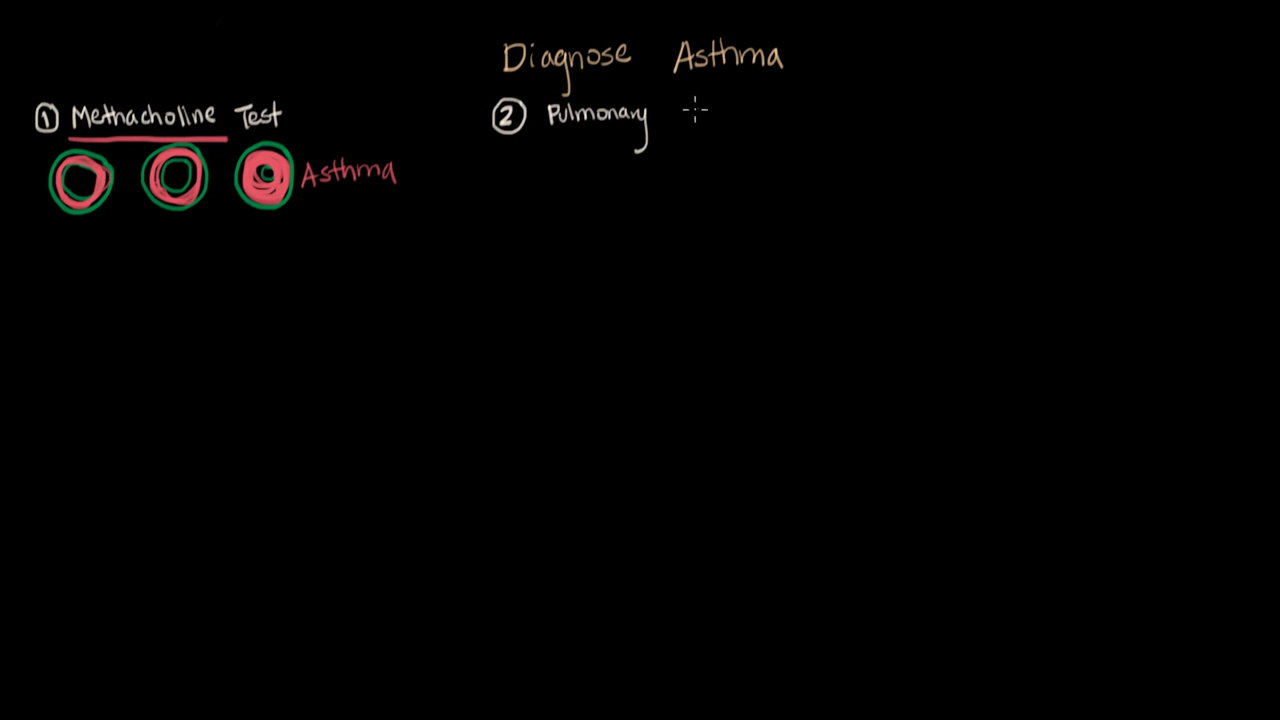 Diagnose Asthma
① Methacholine Test
Asthma
② Pulmonary